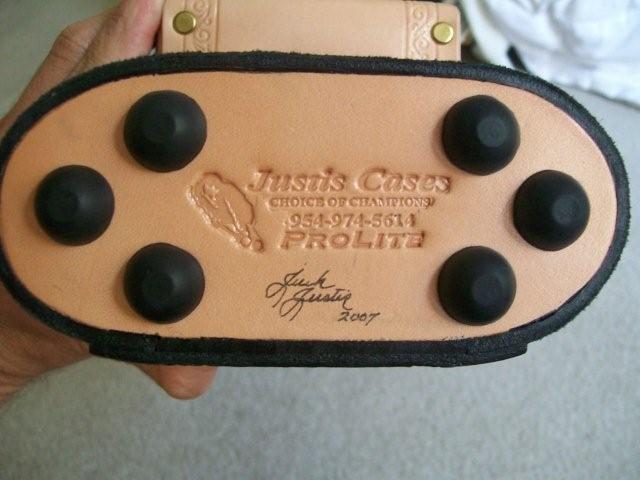 Justis Cases
CHOICE OF CHAMPIONS
954-974-5614
PROLITE
Jack
Justis
2007